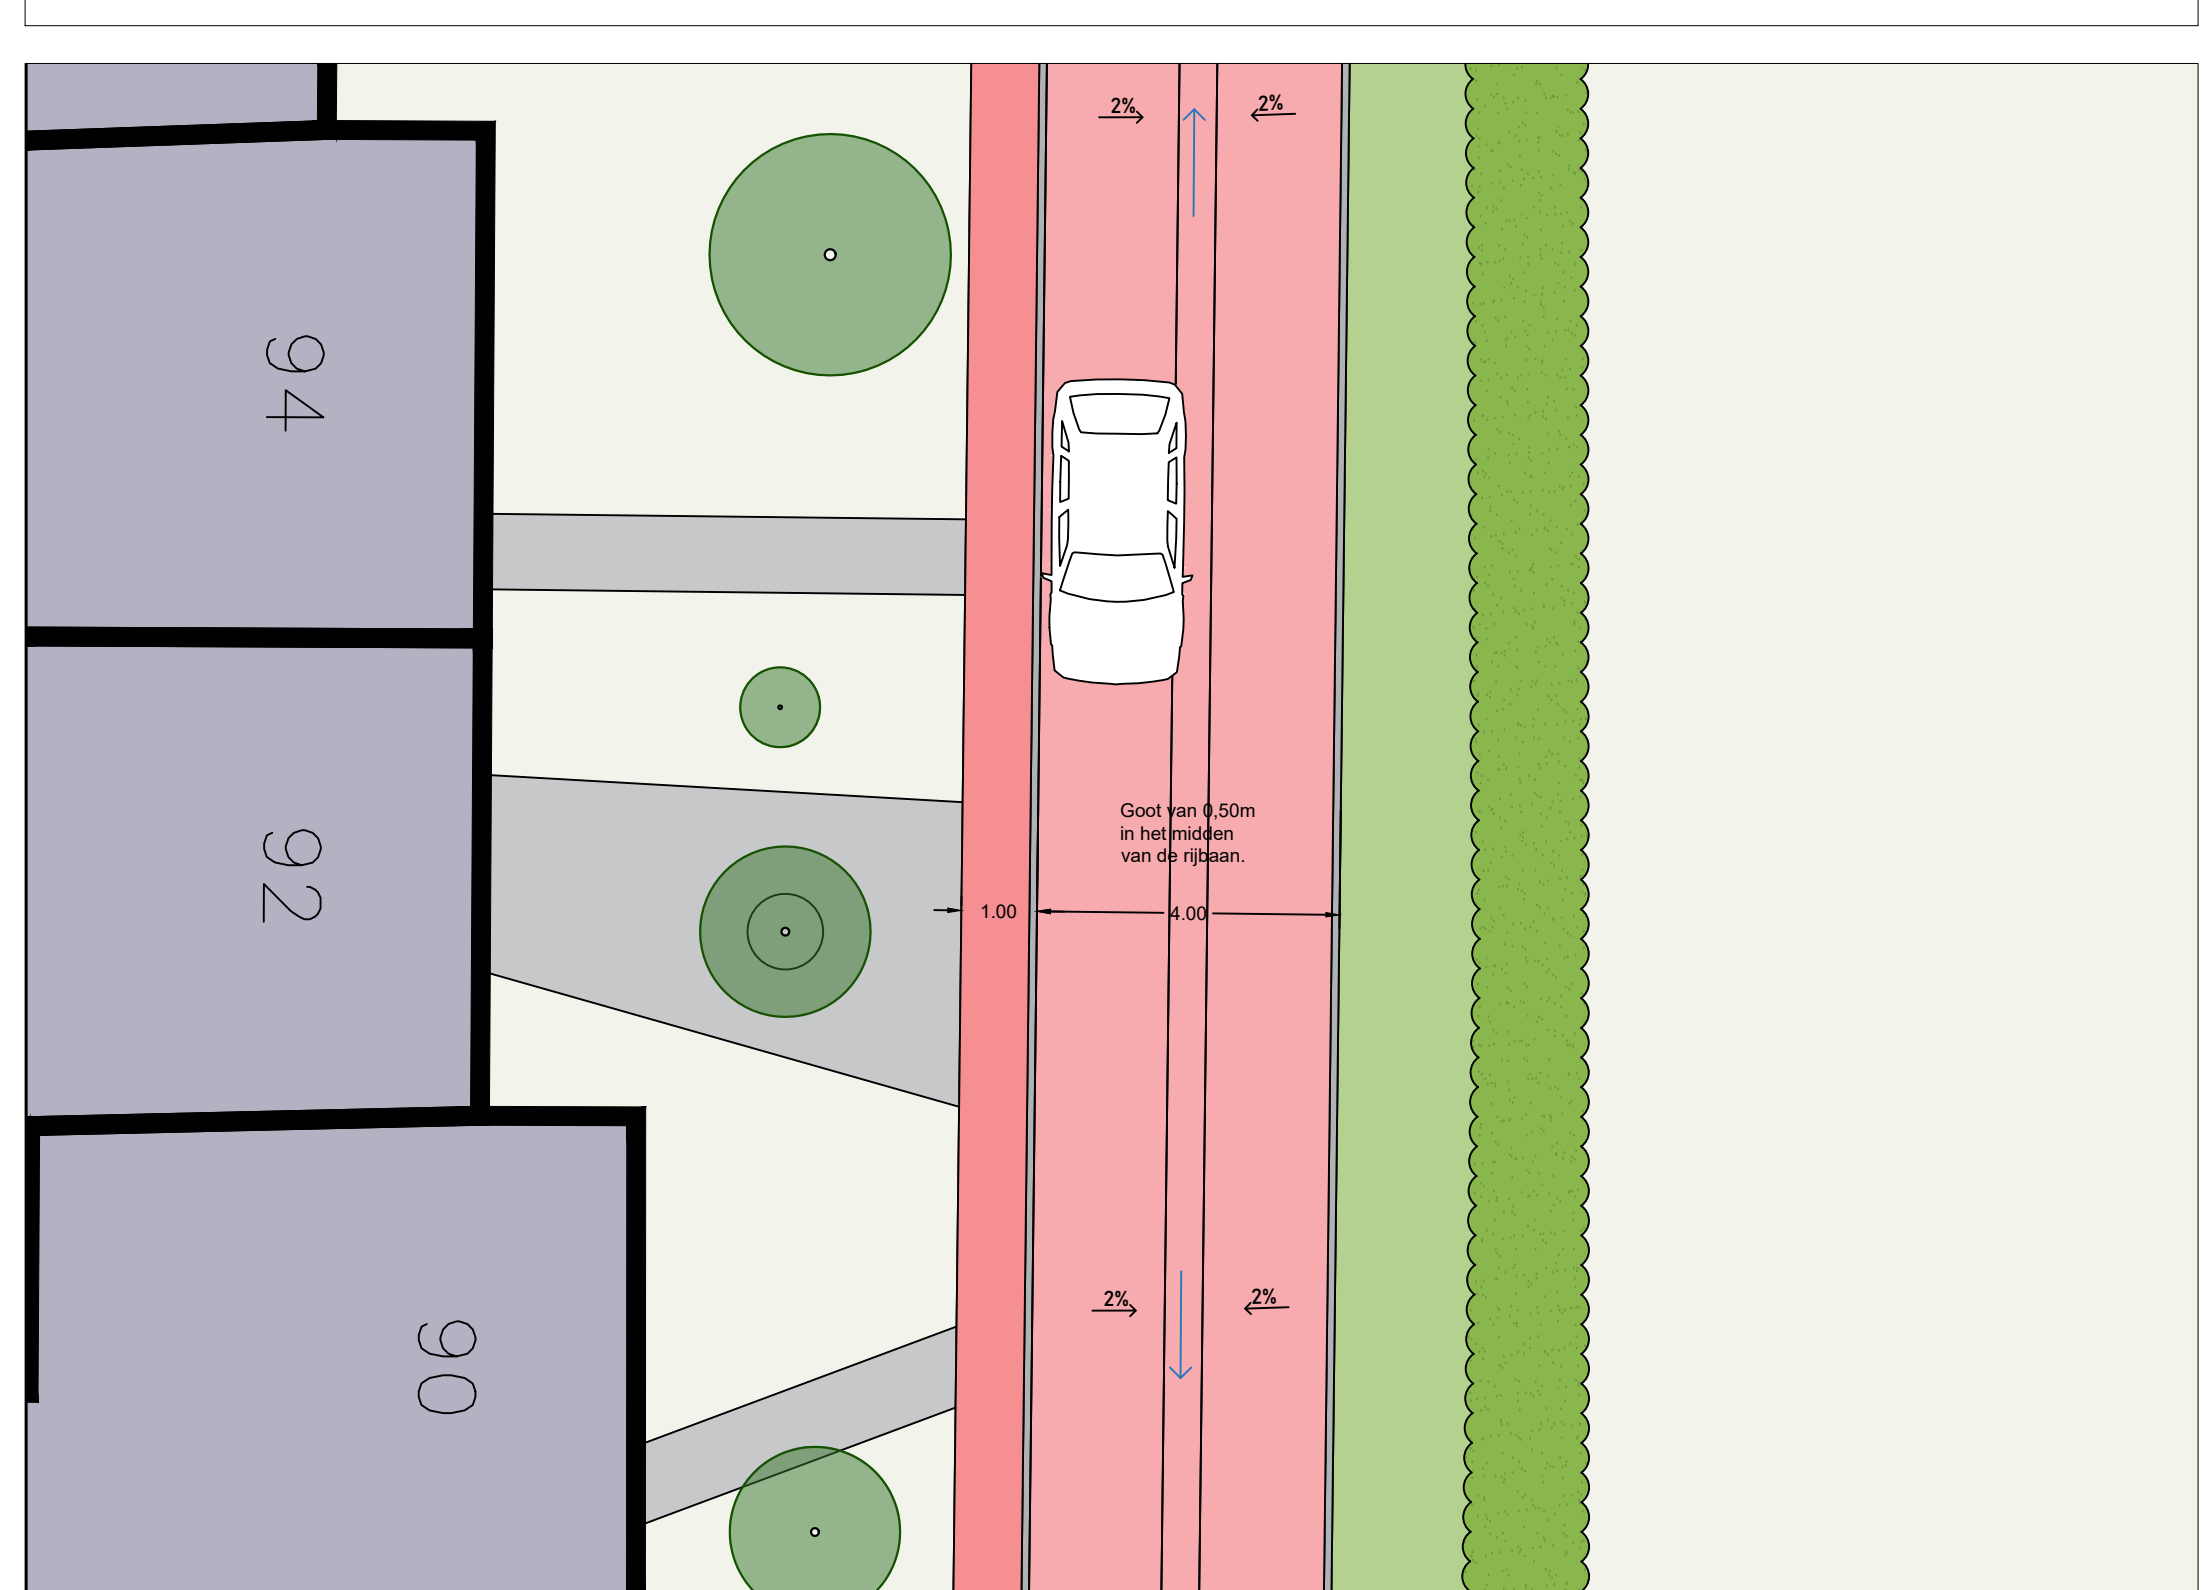 2% 2%
94
92
Goot van 0,50m
in het midden
van de rijbaan.
1.00 4.00
2% 2%
90